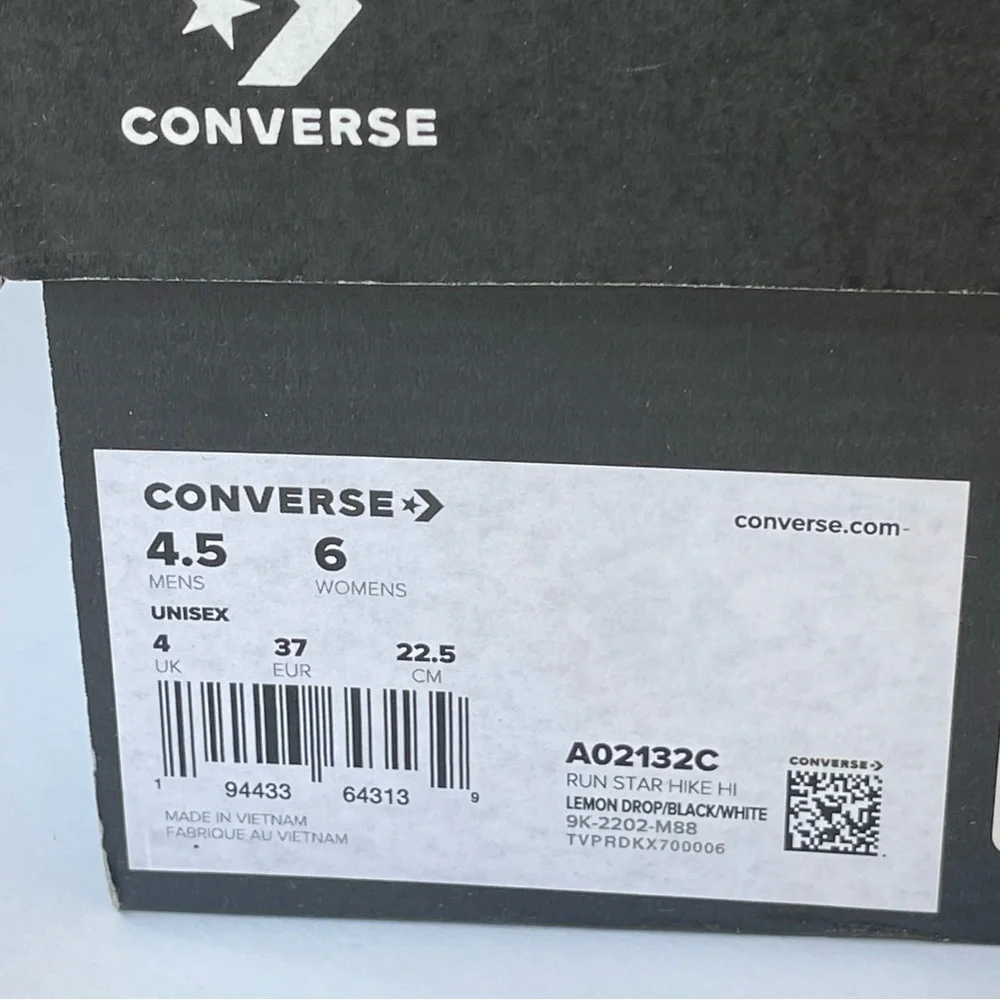 CONVERSE
CONVERSE
converse.com
4.5 6
MENS WOMENS
UNISEX
4 37 22.5
UK EUR CM
1 94433 64313 9
MADE IN VIETNAM
FABRIQUE AU VIETNAM
A02132C
RUN STAR HIKE HI
LEMON DROP/BLACK/WHITE
9K-2202-M88
TVPRDKX700006
CONVERSE